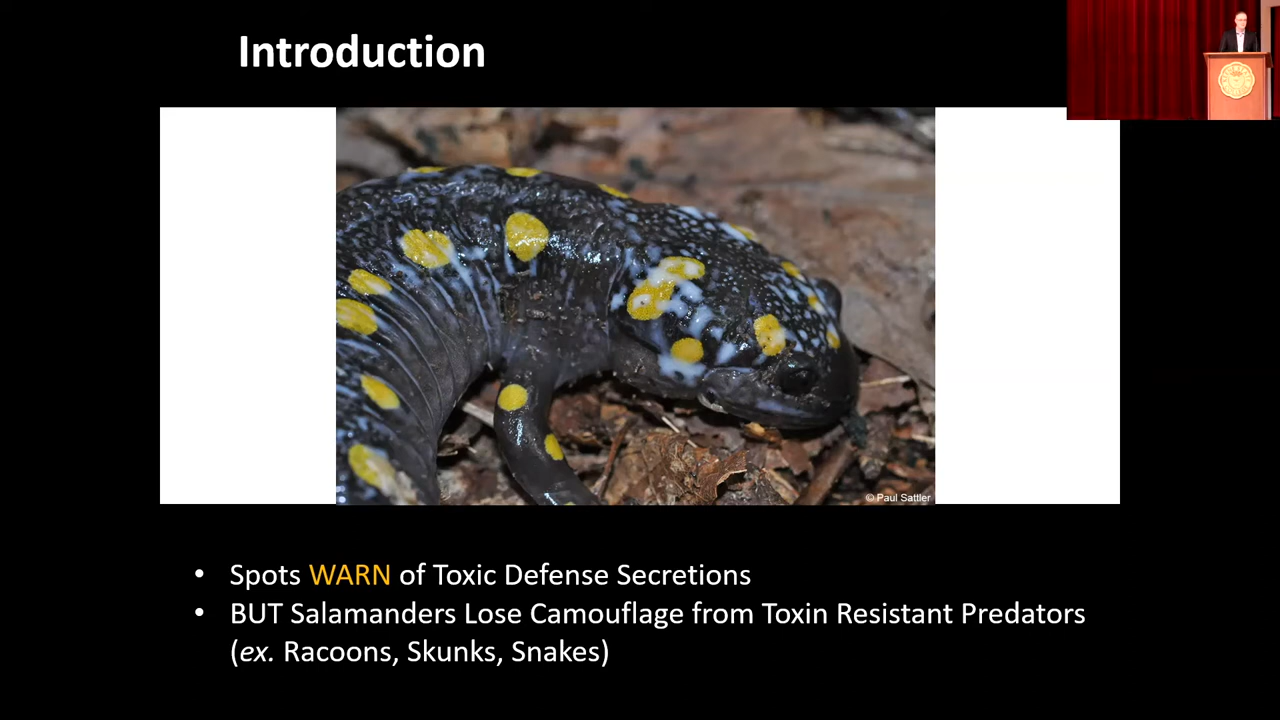 Introduction
© Paul Sattler
• Spots WARN of Toxic Defense Secretions
• BUT Salamanders Lose Camouflage from Toxin Resistant Predators
(ex. Racoons, Skunks, Snakes)